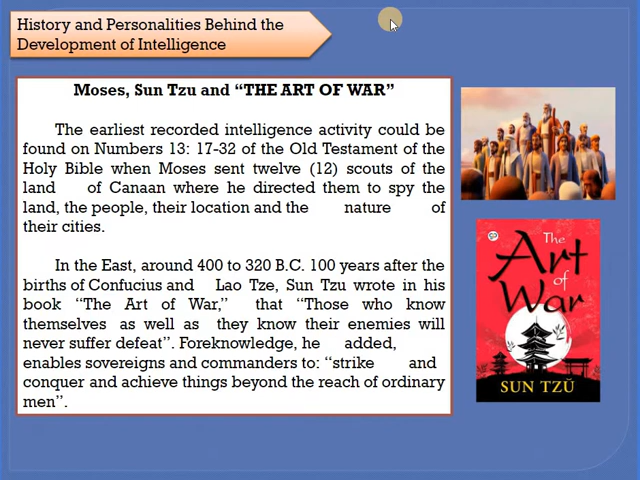 History and Personalities Behind the
Development of Intelligence
Moses, Sun Tzu and “THE ART OF WAR”
The earliest recorded intelligence activity could be
found on Numbers 13: 17-32 of the Old Testament of the
Holy Bible when Moses sent twelve (12) scouts of the
land of Canaan where he directed them to spy the
land, the people, their location and the nature of
their cities.
In the East, around 400 to 320 B.C. 100 years after the
births of Confucius and Lao Tze, Sun Tzu wrote in his
book “The Art of War,” that “Those who know
themselves as well as they know their enemies will
never suffer defeat”. Foreknowledge, he added,
enables sovereigns and commanders to: “strike and
conquer and achieve things beyond the reach of ordinary
men”.
The
Art
of
War
SUN TZŪ